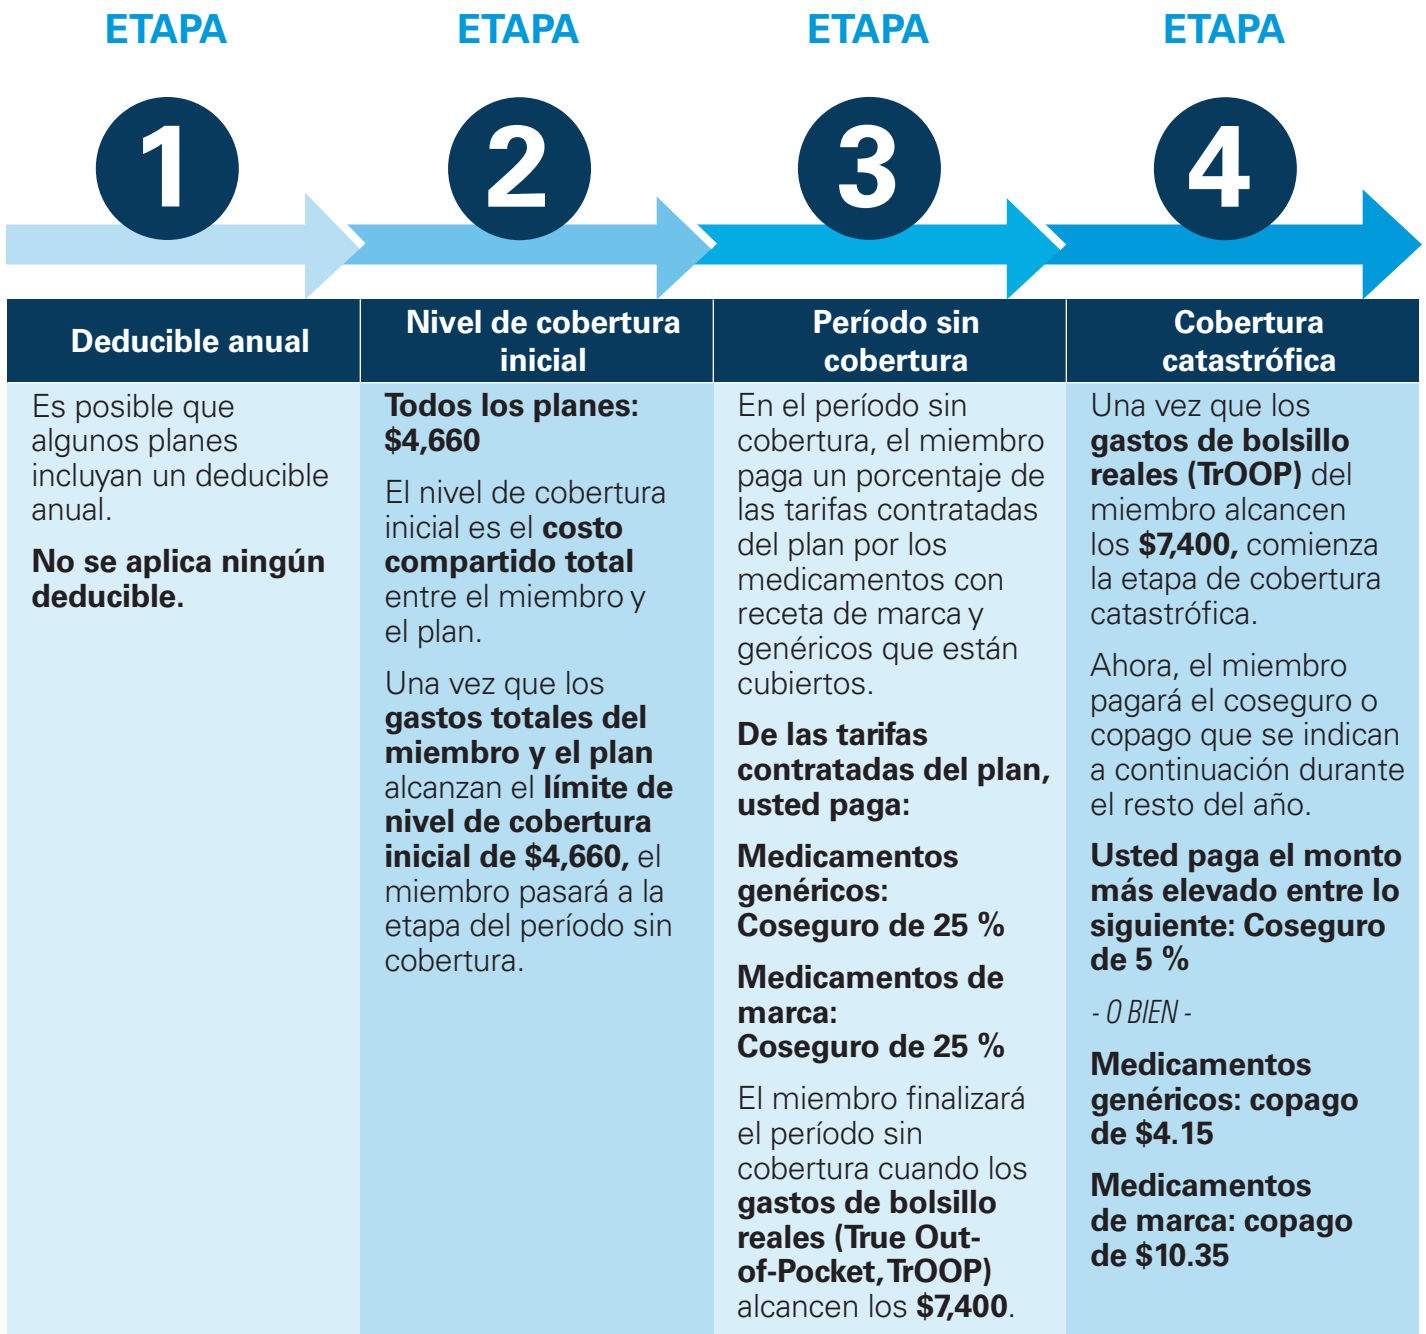 ETAPA
1
Deducible anual
Es posible que
algunos planes
incluyan un deducible
anual.
No se aplica ningún
deducible.
ETAPA
2
Nivel de cobertura
inicial
Todos los planes:
$4,660
El nivel de cobertura
inicial es el costo
compartido total
entre el miembro y
el plan.
Una vez que los
gastos totales del
miembro y el plan
alcanzan el límite de
nivel de cobertura
inicial de $4,660, el
miembro pasará a la
etapa del período sin
cobertura.
ETAPA
3
Período sin
cobertura
En el período sin
cobertura, el miembro
paga un porcentaje de
las tarifas contratadas
del plan por los
medicamentos con
receta de marca y
genéricos que están
cubiertos.
De las tarifas
contratadas del plan,
usted paga:
Medicamentos
genéricos:
Coseguro de 25 %
Medicamentos de
marca:
Coseguro de 25 %
El miembro finalizará
el período sin
cobertura cuando los
gastos de bolsillo
reales (True Out-
of-Pocket, TrOOP)
alcancen los $7,400.
ETAPA
4
Cobertura
catastrófica
Una vez que los
gastos de bolsillo
reales (TrOOP) del
miembro alcancen
los $7,400, comienza
la etapa de cobertura
catastrófica.
Ahora, el miembro
pagará el coseguro o
copago que se indican
a continuación durante
el resto del año.
Usted paga el monto
más elevado entre lo
siguiente: Coseguro
de 5 %
- O BIEN -
Medicamentos
genéricos: copago
de $4.15
Medicamentos
de marca: copago
de $10.35